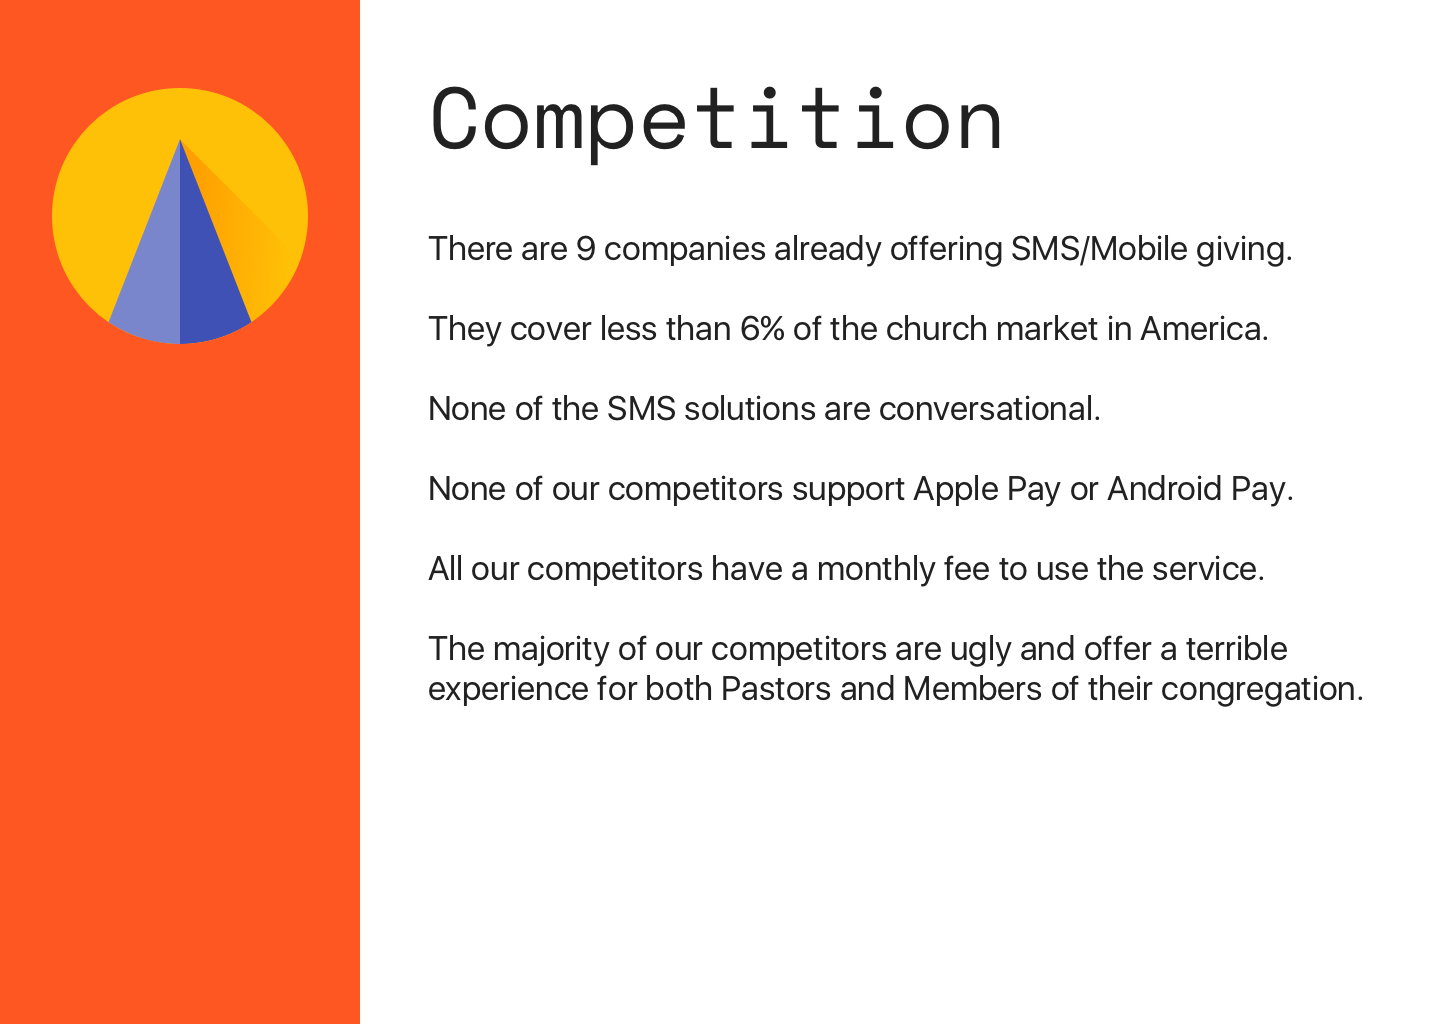 Competition
There are 9 companies already offering SMS/Mobile giving.
They cover less than 6% of the church market in America.
None of the SMS solutions are conversational.
None of our competitors support Apple Pay or Android Pay.
All our competitors have a monthly fee to use the service.
The majority of our competitors are ugly and offer a terrible
experience for both Pastors and Members of their congregation.